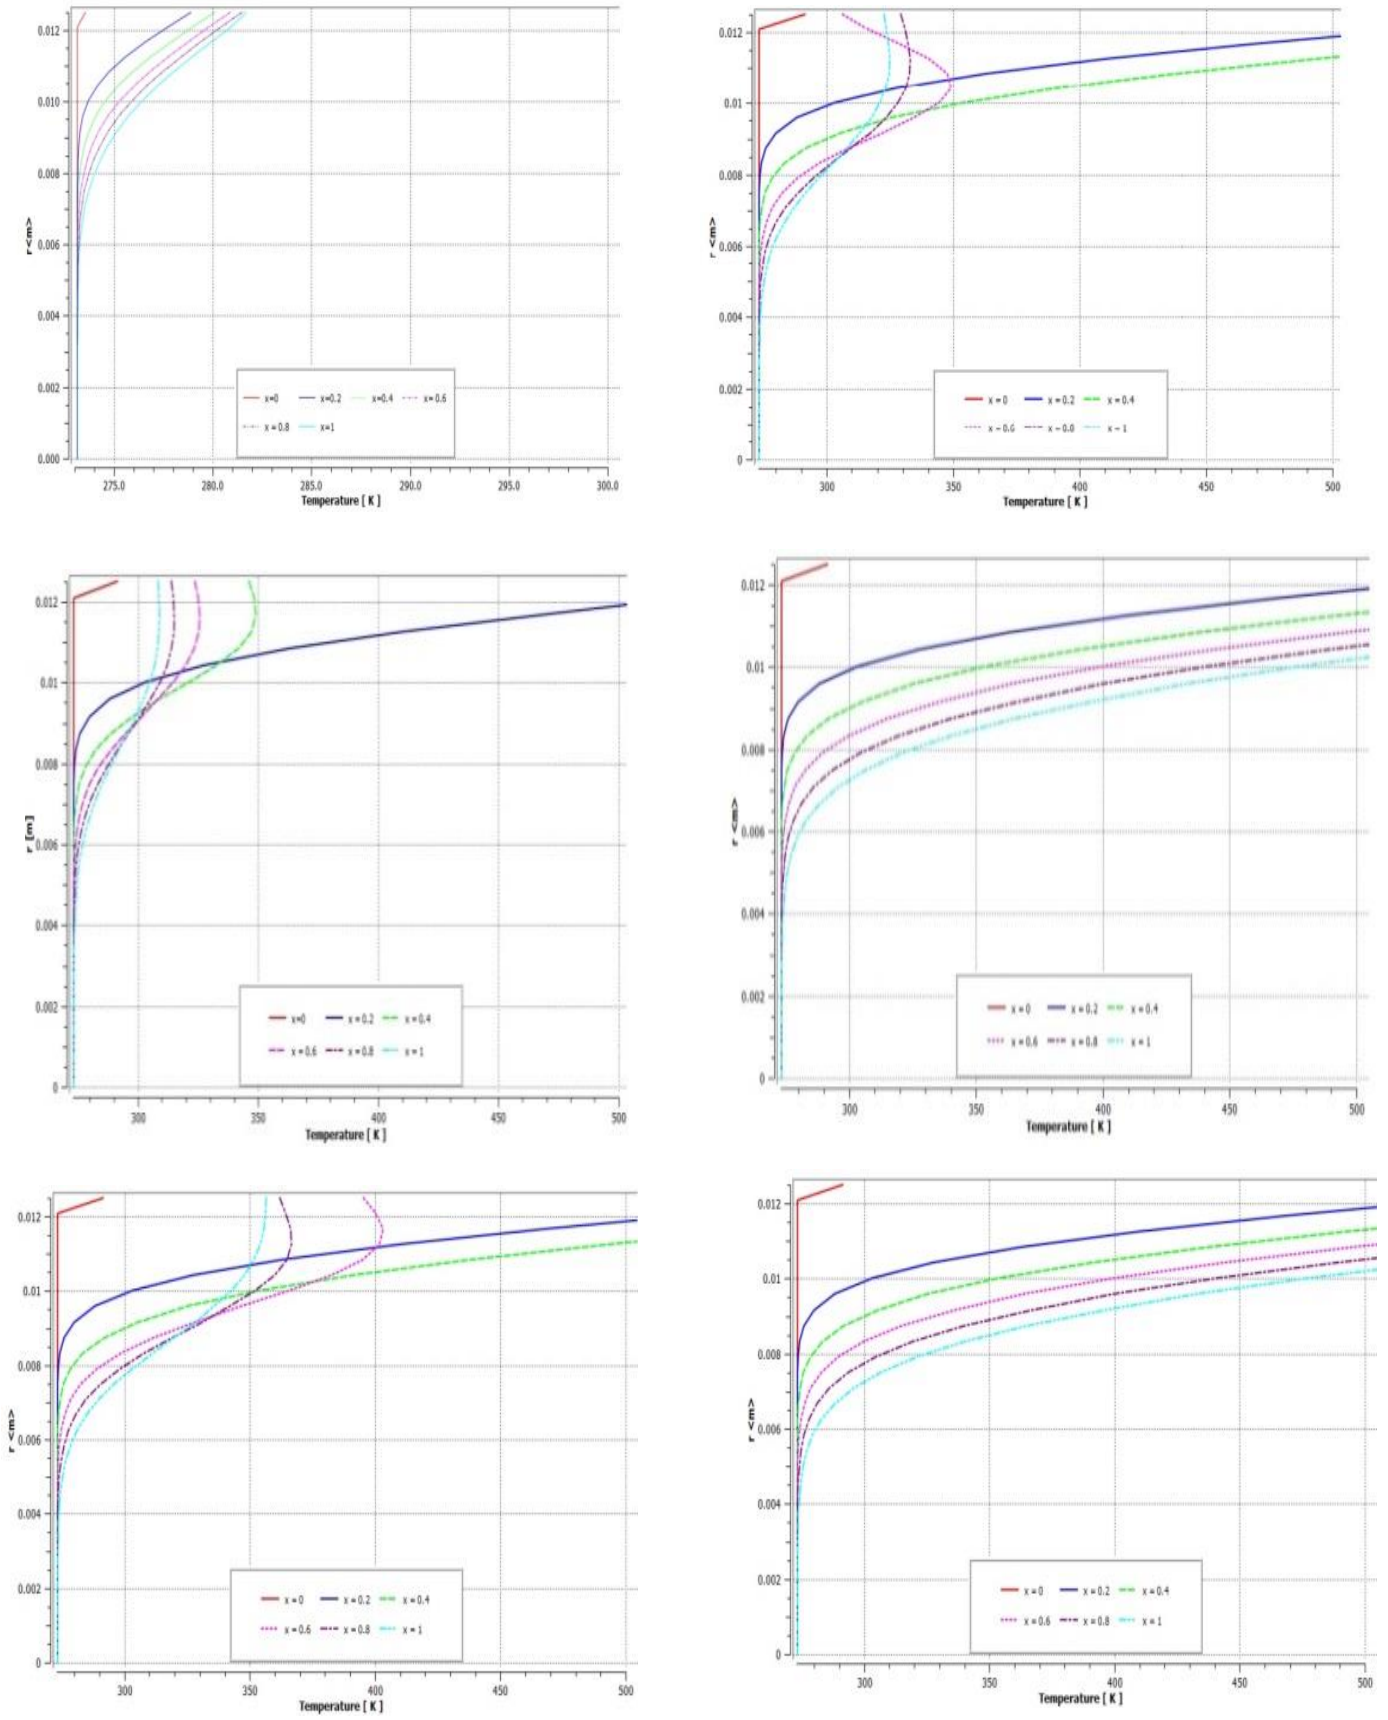 0.012
0.010
0.008
0.006
0.004
0.002
0.000
r<m>
x=0 x=0.2 x=0.4 x=0.6
x=0.8 x=1
275.0 280.0 285.0 290.0 295.0 300.0
Temperature [ K ]
0.012
0.01
0.008
0.006
0.004
0.002
0
r <m>
x = 0 x = 0.2 x = 0.4
x = 0.6 x = 0.8 x = 1
300 350 400 450 500
Temperature [ K ]
0.012
0.01
0.008
0.006
0.004
0.002
0
r [m]
x=0 x = 0.2 x = 0.4
x = 0.6 x = 0.8 x = 1
300 350 400 450 500
Temperature [ K ]
0.012
0.01
0.008
0.006
0.004
0.002
0
r <m>
x = 0 x = 0.2 x = 0.4
x = 0.6 x = 0.8 x = 1
300 350 400 450 500
Temperature [ K ]
0.012
0.01
0.008
0.006
0.004
0.002
0
r <m>
x = 0 x = 0.2 x = 0.4
x = 0.6 x = 0.8 x = 1
300 350 400 450 500
Temperature [ K ]
0.012
0.01
0.008
0.006
0.004
0.002
0
r <m>
x = 0 x = 0.2 x = 0.4
x = 0.6 x = 0.8 x = 1
300 350 400 450 500
Temperature [ K ]